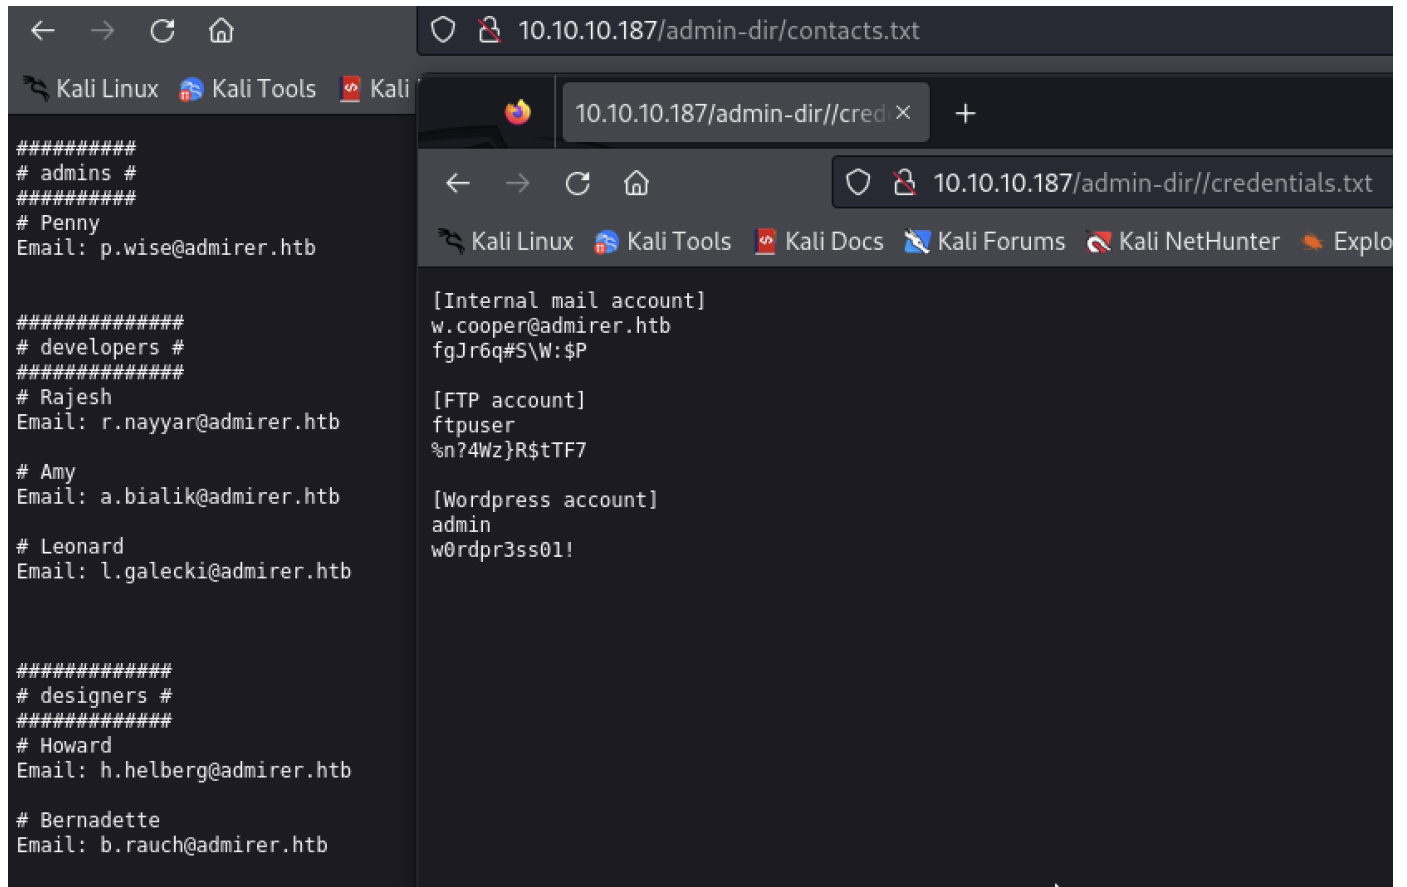 10.10.10.187/admin-dir/contacts.txt
Kali Linux Kali Tools Kali
##########
# admins #
##########
# Penny
Email: p.wise@admirer.htb
##############
# developers #
##############
# Rajesh
Email: r.nayyar@admirer.htb
# Amy
Email: a.bialik@admirer.htb
# Leonard
Email: l.galecki@admirer.htb
#############
# designers #
#############
# Howard
Email: h.helberg@admirer.htb
# Bernadette
Email: b.rauch@admirer.htb
10.10.10.187/admin-dir//cred
10.10.10.187/admin-dir//credentials.txt
Kali Linux Kali Tools Kali Docs Kali Forums Kali NetHunter Explo
[Internal mail account]
w.cooper@admirer.htb
fgJr6q#S\W:$P
[FTP account]
ftpuser
%n?4Wz}R$tTF7
[Wordpress account]
admin
w0rdpr3ss01!